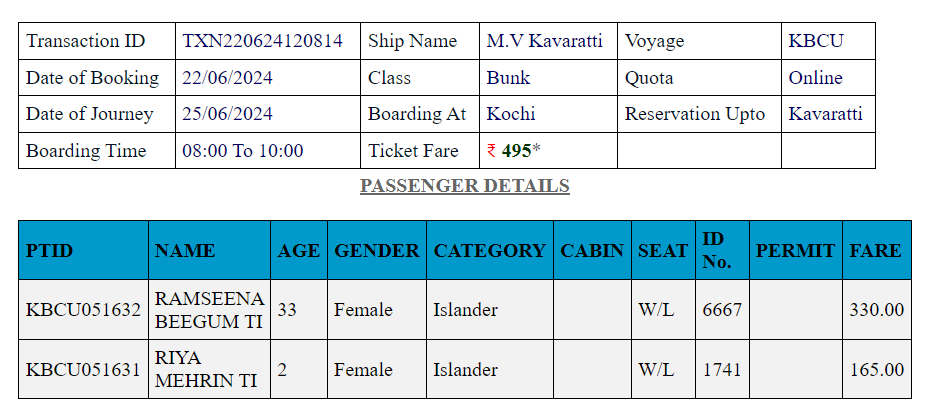 Transaction ID TXN220624120814 Ship Name M.V Kavaratti Voyage KBCU
Date of Booking 22/06/2024 Class Bunk Quota Online
Date of Journey 25/06/2024 Boarding At Kochi Reservation Upto Kavaratti
Boarding Time 08:00 To 10:00 Ticket Fare ₹ 495*
PASSENGER DETAILS
PTID NAME AGE GENDER CATEGORY CABIN SEAT ID No. PERMIT FARE
KBCU051632 RAMSEENA BEEGUM TI 33 Female Islander W/L 6667 330.00
KBCU051631 RIYA MEHRIN TI 2 Female Islander W/L 1741 165.00